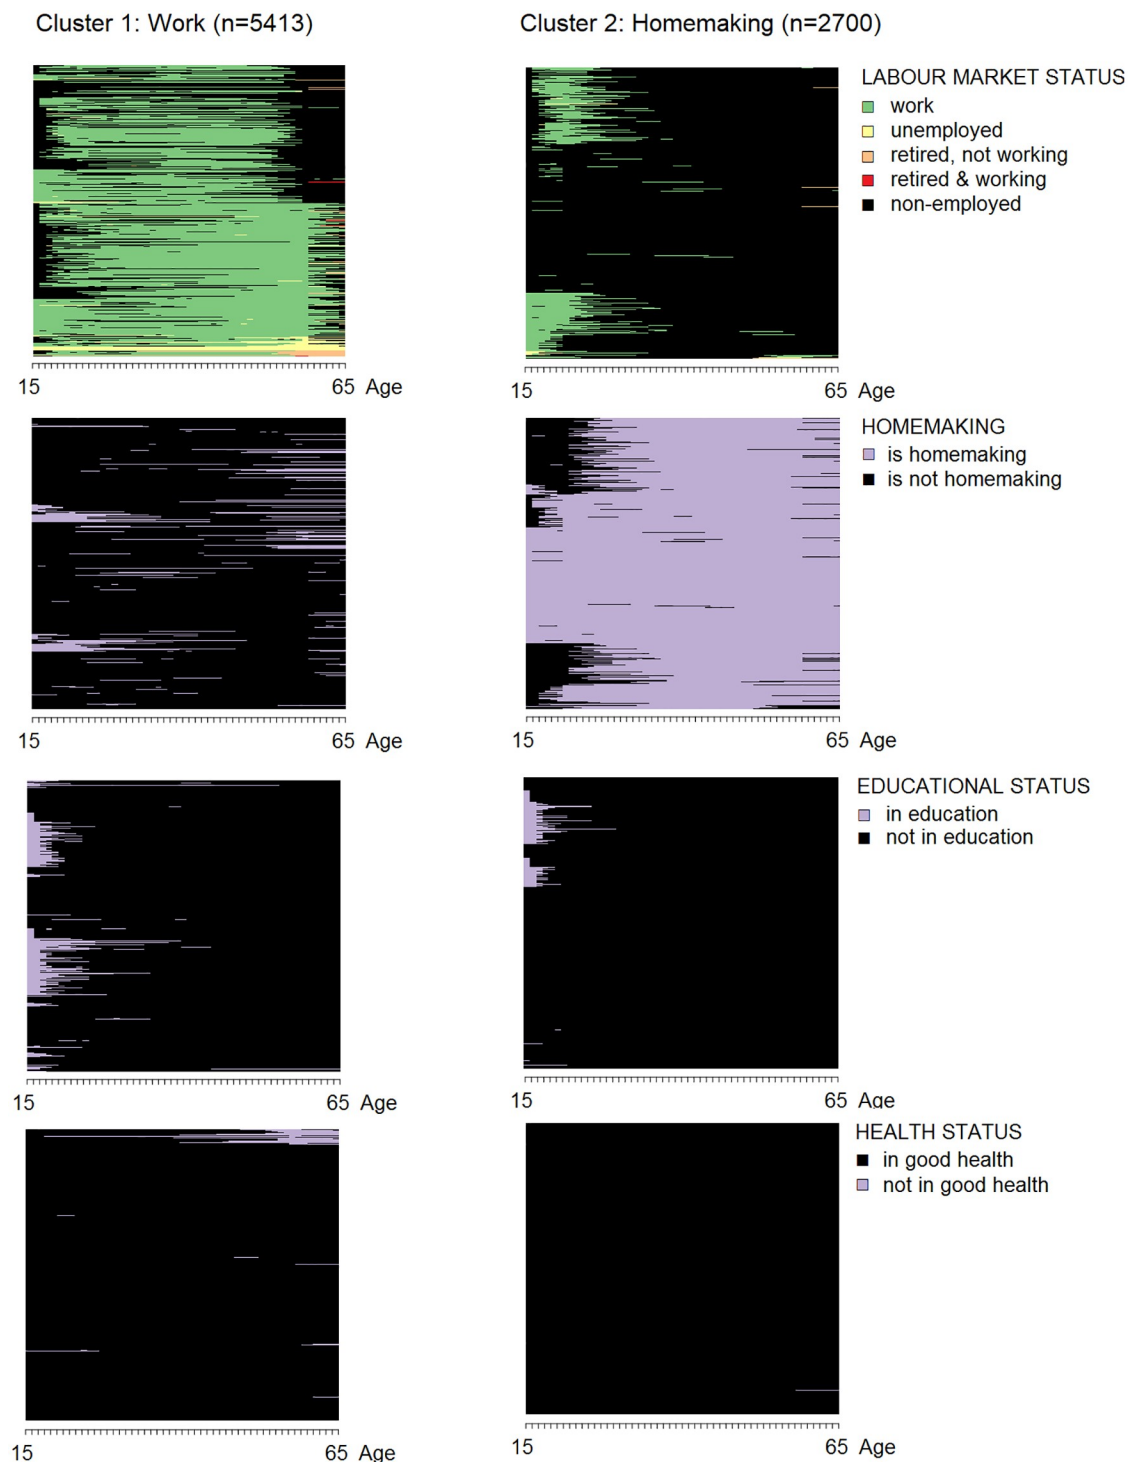 Cluster 1: Work (n=5413)
Cluster 2: Homemaking (n=2700)
LABOUR MARKET STATUS
work
unemployed
retired, not working
retired & working
non-employed
15 65 Age
15 65 Age
HOMEMAKING
is homemaking
is not homemaking
15 65 Age
15 65 Age
EDUCATIONAL STATUS
in education
not in education
15 65 Age
15 65 Age
HEALTH STATUS
in good health
not in good health
15 65 Age
15 65 Age